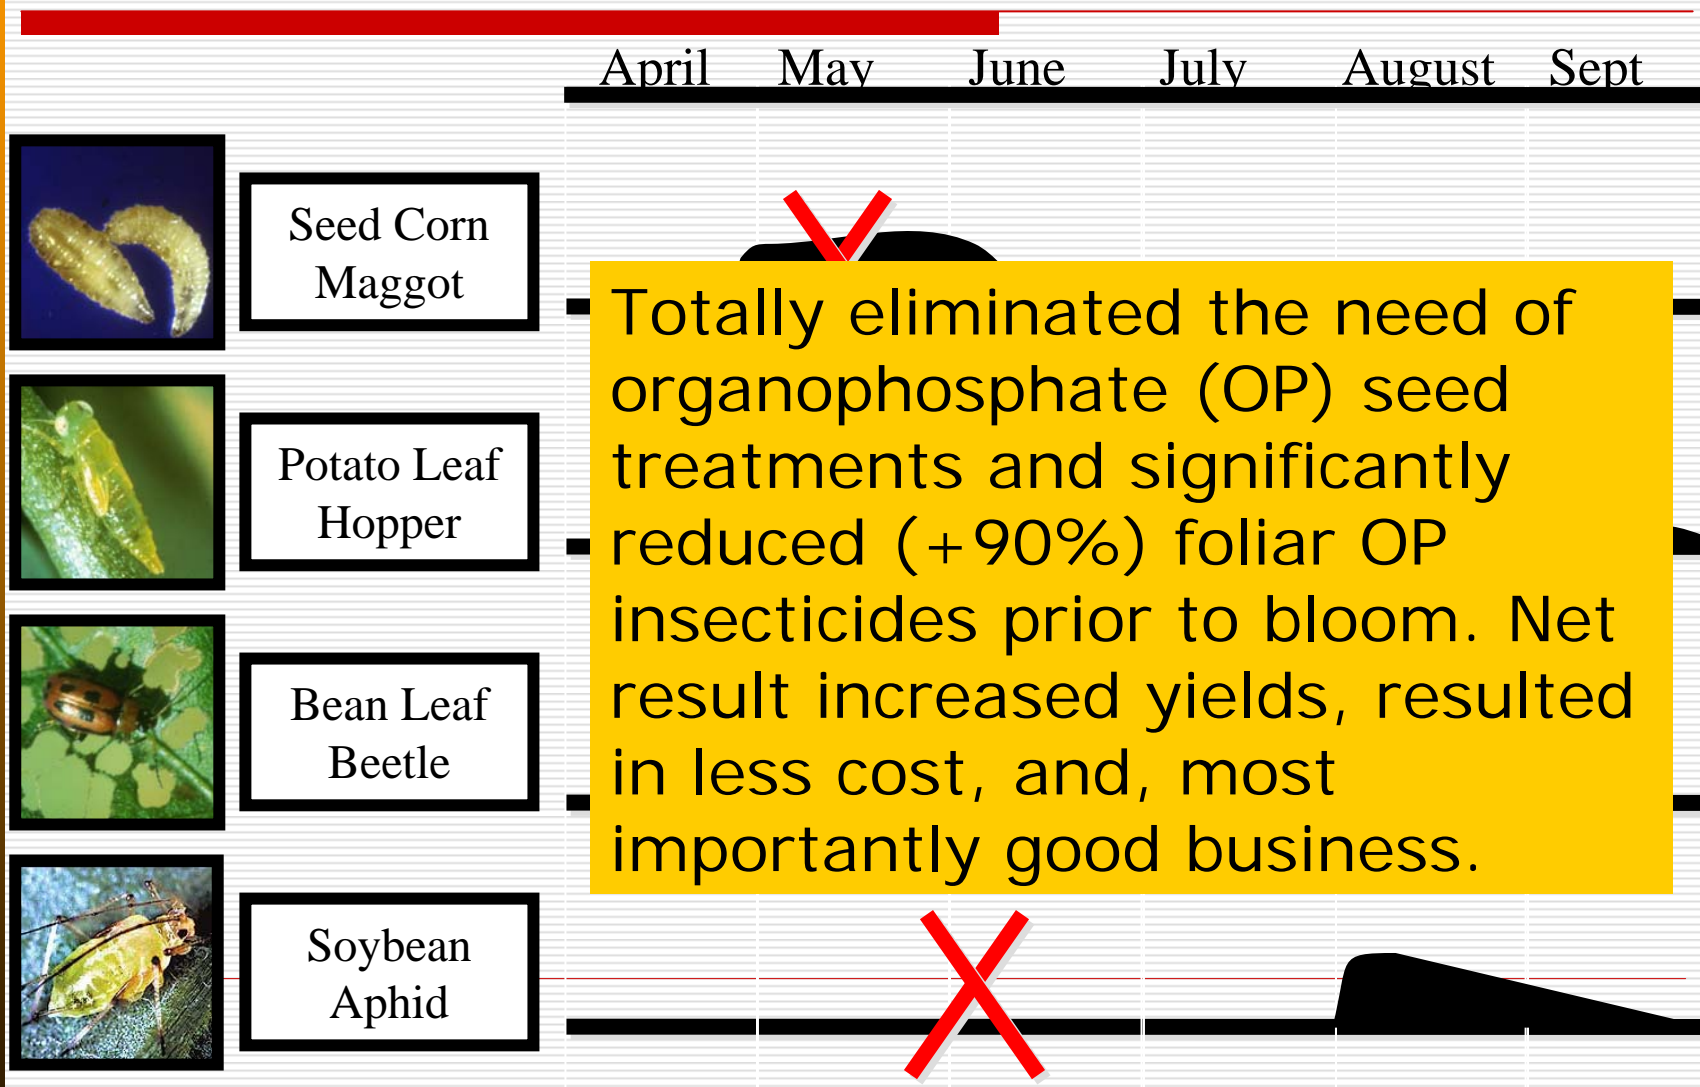 April May June July August Sept
Seed Corn
Maggot
Totally eliminated the need of
organophosphate (OP) seed
treatments and significantly
reduced (+90%) foliar OP
insecticides prior to bloom. Net
result increased yields, resulted
in less cost, and, most
importantly good business.
Potato Leaf
Hopper
Bean Leaf
Beetle
Soybean
Aphid